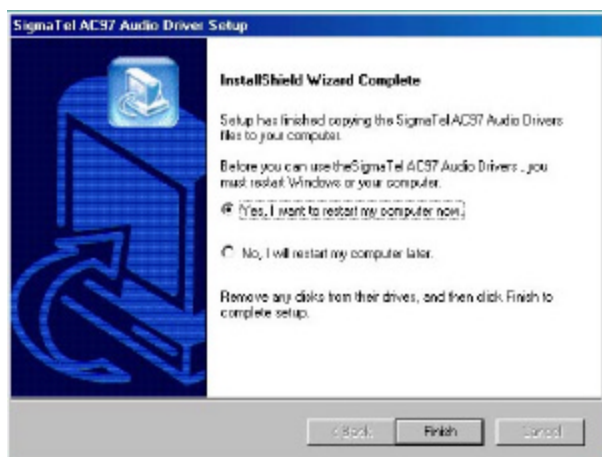 SigmaTel AC97 Audio Driver Setup
InstallShield Wizard Complete
Setup has finished copying the SigmaTel AC97 Audio Drivers
files to your computer.
Before you can use theSigmaTel AC97 Audio Drivers , you
must restart Windows or your computer.
Yes, I want to restart my computer now.
No, I will restart my computer later.
Remove any disks from their drives, and then click Finish to
complete setup.
< Back Finish Cancel